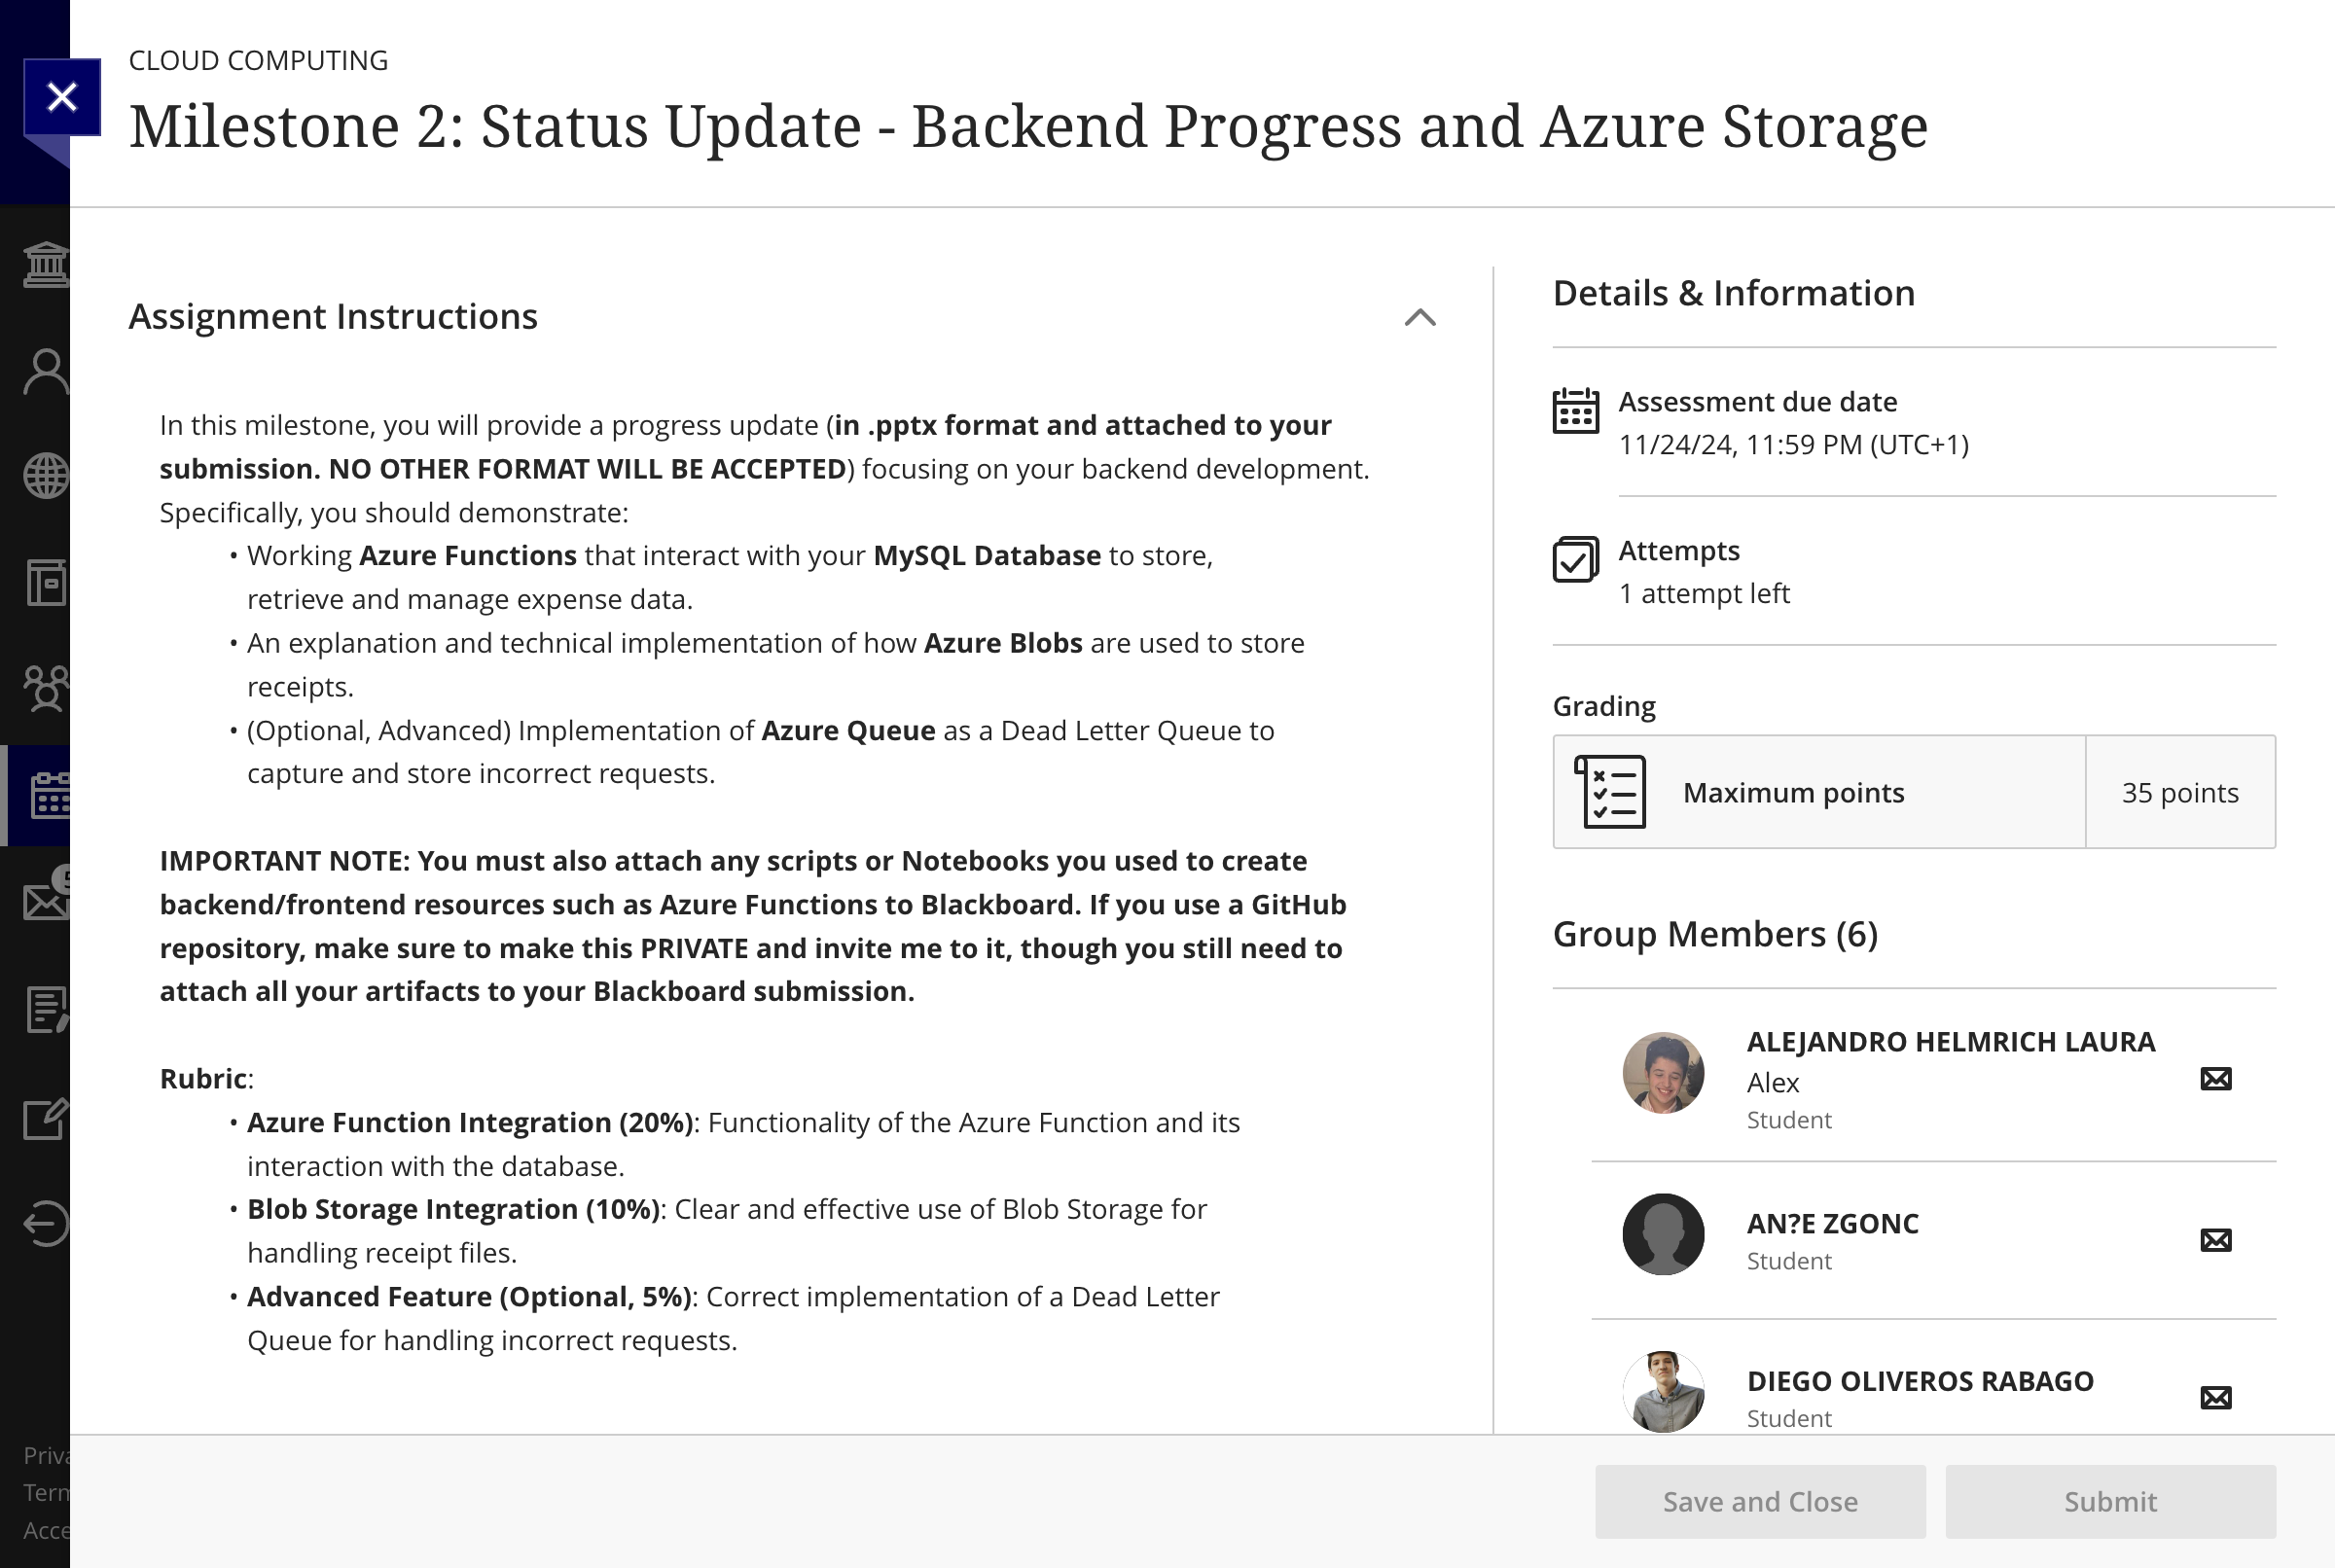 CLOUD COMPUTING
Milestone 2: Status Update - Backend Progress and Azure Storage
Assignment Instructions
In this milestone, you will provide a progress update (in .pptx format and attached to your
submission. NO OTHER FORMAT WILL BE ACCEPTED) focusing on your backend development.
Specifically, you should demonstrate:
• Working Azure Functions that interact with your MySQL Database to store,
retrieve and manage expense data.
• An explanation and technical implementation of how Azure Blobs are used to store
receipts.
• (Optional, Advanced) Implementation of Azure Queue as a Dead Letter Queue to
capture and store incorrect requests.
IMPORTANT NOTE: You must also attach any scripts or Notebooks you used to create
backend/frontend resources such as Azure Functions to Blackboard. If you use a GitHub
repository, make sure to make this PRIVATE and invite me to it, though you still need to
attach all your artifacts to your Blackboard submission.
Rubric:
• Azure Function Integration (20%): Functionality of the Azure Function and its
interaction with the database.
• Blob Storage Integration (10%): Clear and effective use of Blob Storage for
handling receipt files.
• Advanced Feature (Optional, 5%): Correct implementation of a Dead Letter
Queue for handling incorrect requests.
Details & Information
Assessment due date
11/24/24, 11:59 PM (UTC+1)
Attempts
1 attempt left
Grading
Maximum points
35 points
Group Members (6)
ALEJANDRO HELMRICH LAURA
Alex
Student
AN?E ZGONC
Student
DIEGO OLIVEROS RABAGO
Student
Priva
Term
Acce
Save and Close
Submit